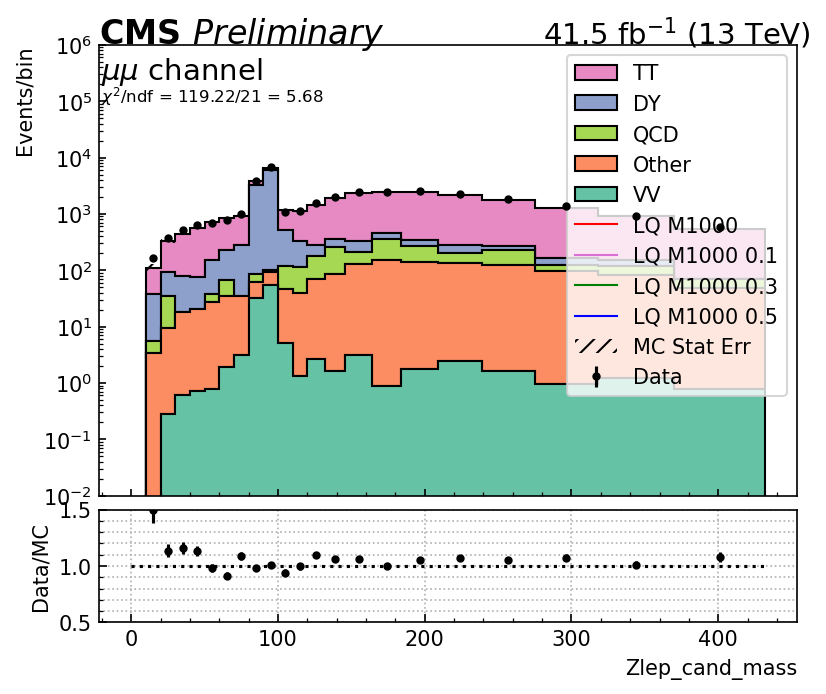 CMS Preliminary 41.5 fb⁻¹ (13 TeV)
μμ channel
χ²/ndf = 119.22/21 = 5.68
Events/bin
10⁶
10⁵
10⁴
10³
10²
10¹
10⁰
10⁻¹
10⁻²
TT
DY
QCD
Other
VV
LQ M1000
LQ M1000 0.1
LQ M1000 0.3
LQ M1000 0.5
MC Stat Err
Data
Data/MC
1.5
1.0
0.5
0 100 200 300 400
Zlep_cand_mass